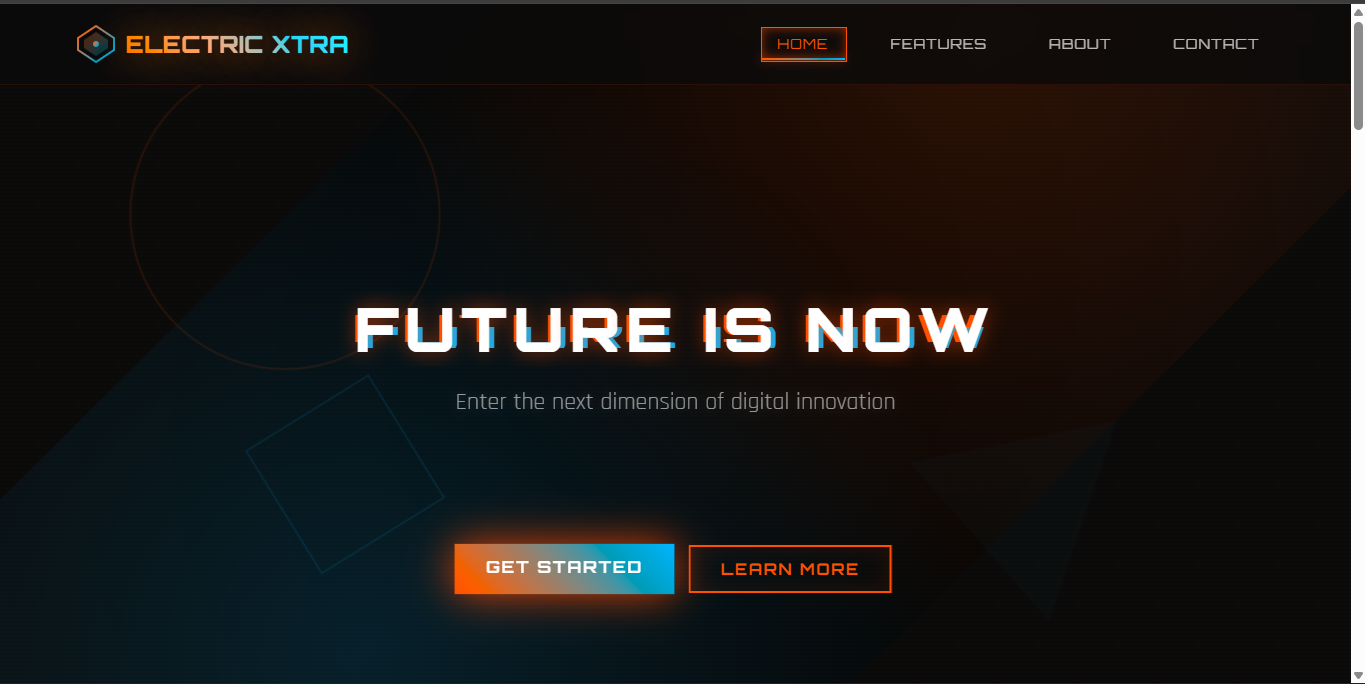 ELECTRIC XTRA
HOME FEATURES ABOUT CONTACT
FUTURE IS NOW
Enter the next dimension of digital innovation
GET STARTED LEARN MORE